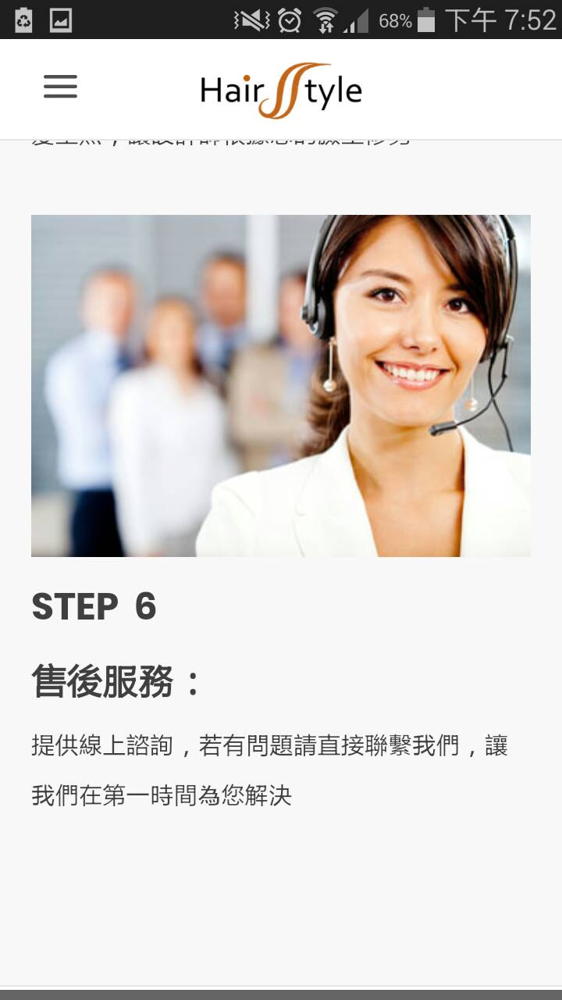 68% 下午 7:52
Hair Style
STEP 6
售後服務：
提供線上諮詢，若有問題請直接聯繫我們，讓
我們在第一時間為您解決